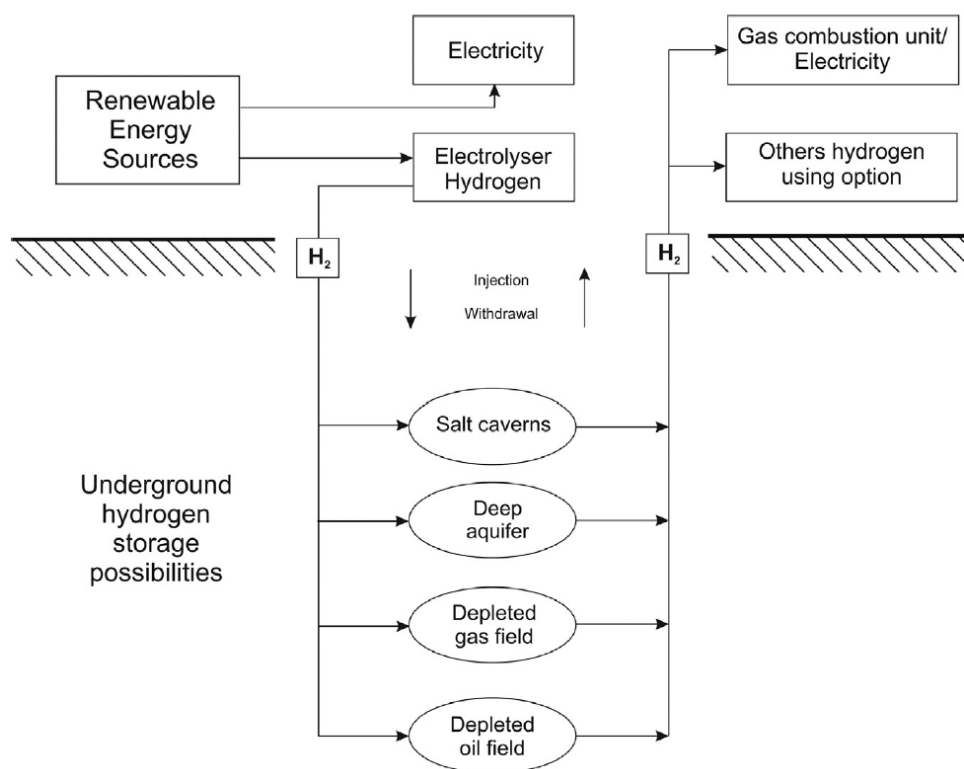 Electricity
Gas combustion unit/
Electricity
Renewable
Energy
Sources
Electrolyser
Hydrogen
Others hydrogen
using option
H₂
H₂
Injection
Withdrawal
Salt caverns
Underground
hydrogen
storage
possibilities
Deep
aquifer
Depleted
gas field
Depleted
oil field